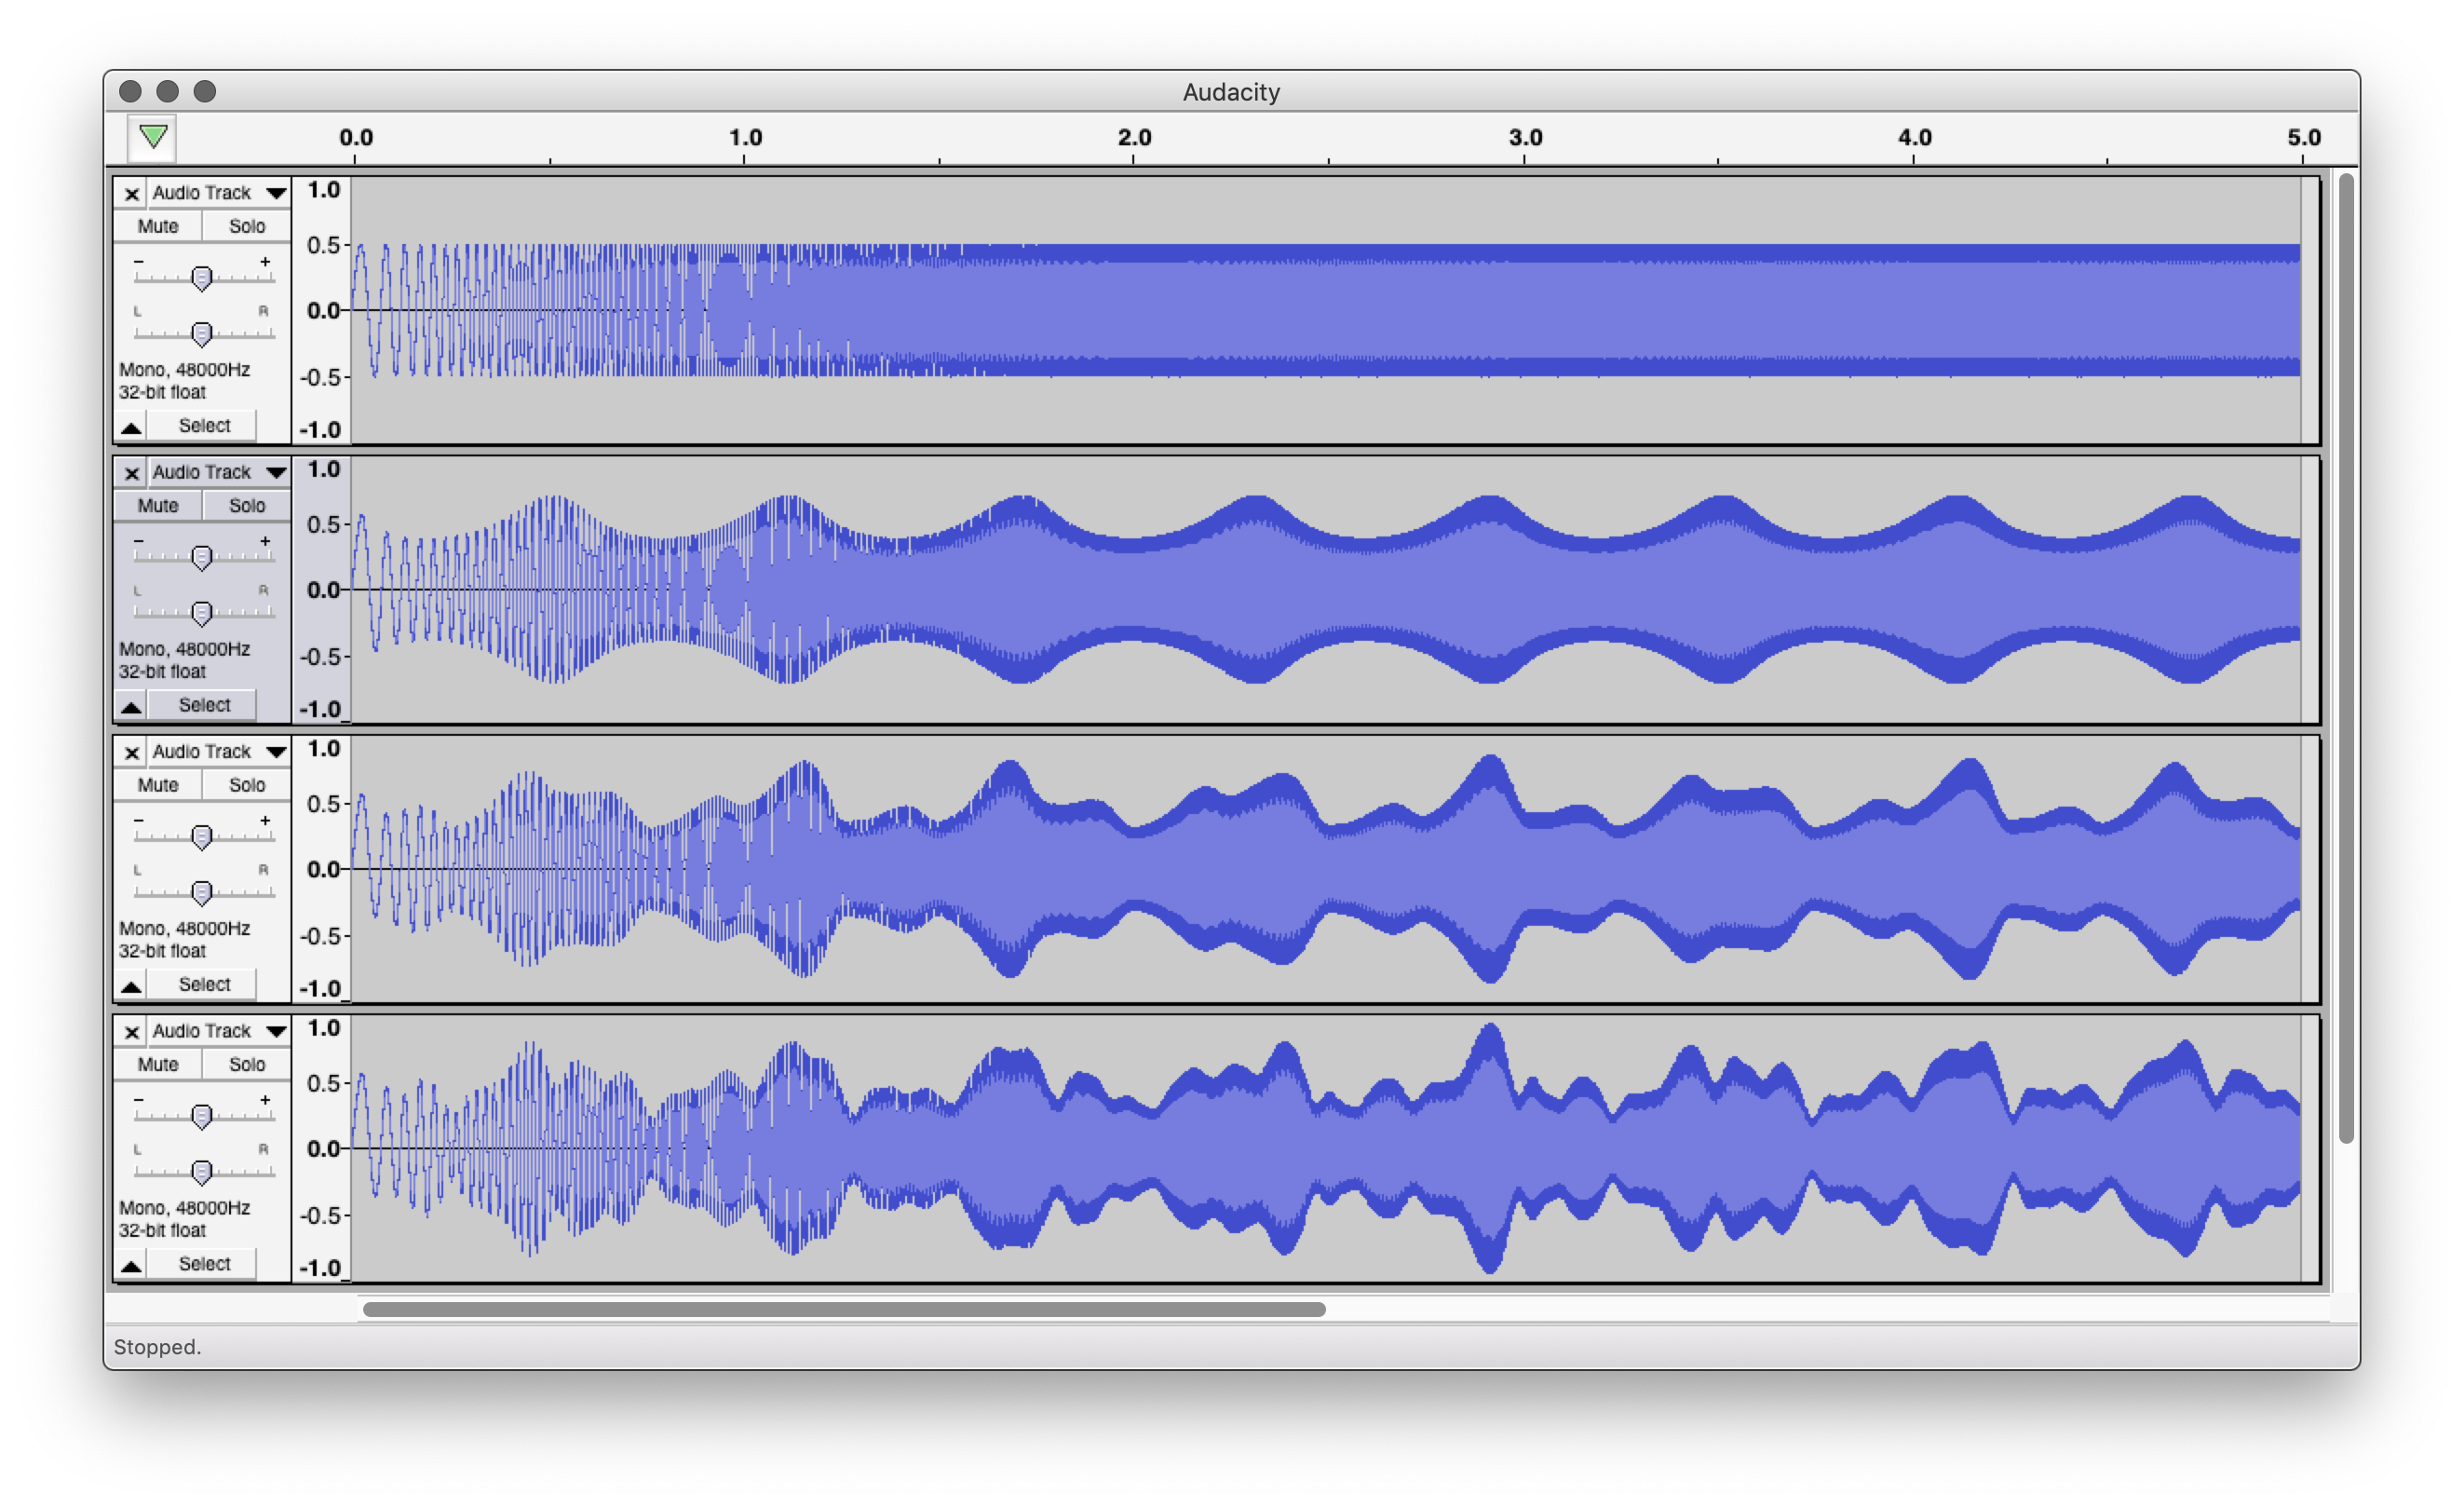 Audacity
0.0 1.0 2.0 3.0 4.0 5.0
Audio Track
Mute Solo
- +
L R
Mono, 48000Hz
32-bit float
Select
1.0
0.5
0.0
-0.5
-1.0
Audio Track
Mute Solo
- +
L R
Mono, 48000Hz
32-bit float
Select
1.0
0.5
0.0
-0.5
-1.0
Audio Track
Mute Solo
- +
L R
Mono, 48000Hz
32-bit float
Select
1.0
0.5
0.0
-0.5
-1.0
Audio Track
Mute Solo
- +
L R
Mono, 48000Hz
32-bit float
Select
1.0
0.5
0.0
-0.5
-1.0
Stopped.